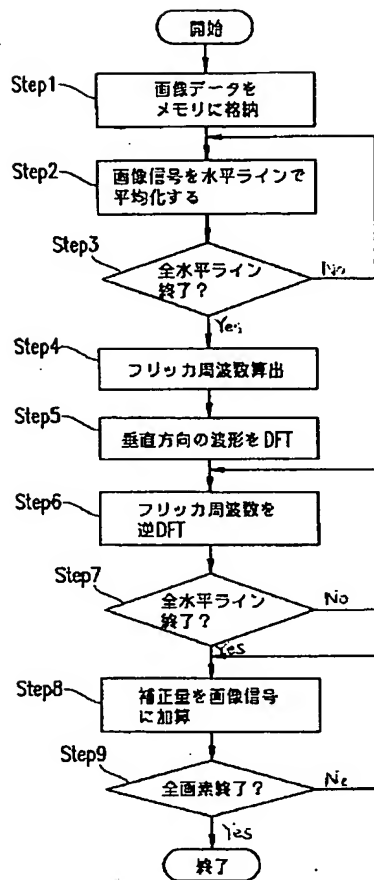 開始
Step1
画像データを
メモリに格納
Step2
画像信号を水平ラインで
平均化する
Step3
全水平ライン
終了?
No
Yes
Step4
フリッカ周波数算出
Step5
垂直方向の波形をDFT
Step6
フリッカ周波数を
逆DFT
Step7
全水平ライン
終了?
No
Yes
Step8
補正量を画像信号
に加算
Step9
全画素終了?
No
Yes
終了